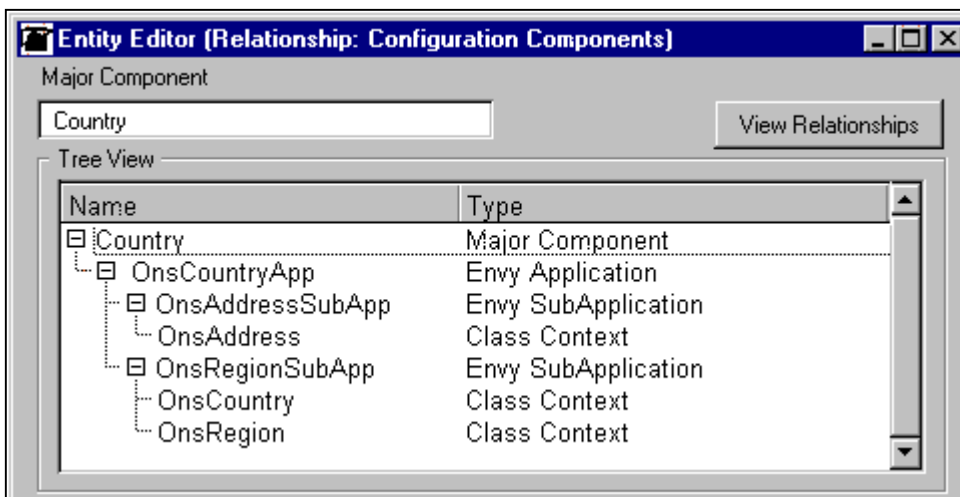 Entity Editor (Relationship: Configuration Components)
Major Component
Country
View Relationships
Tree View
Name Type
Country Major Component
OnsCountryApp Envy Application
OnsAddressSubApp Envy SubApplication
OnsAddress Class Context
OnsRegionSubApp Envy SubApplication
OnsCountry Class Context
OnsRegion Class Context